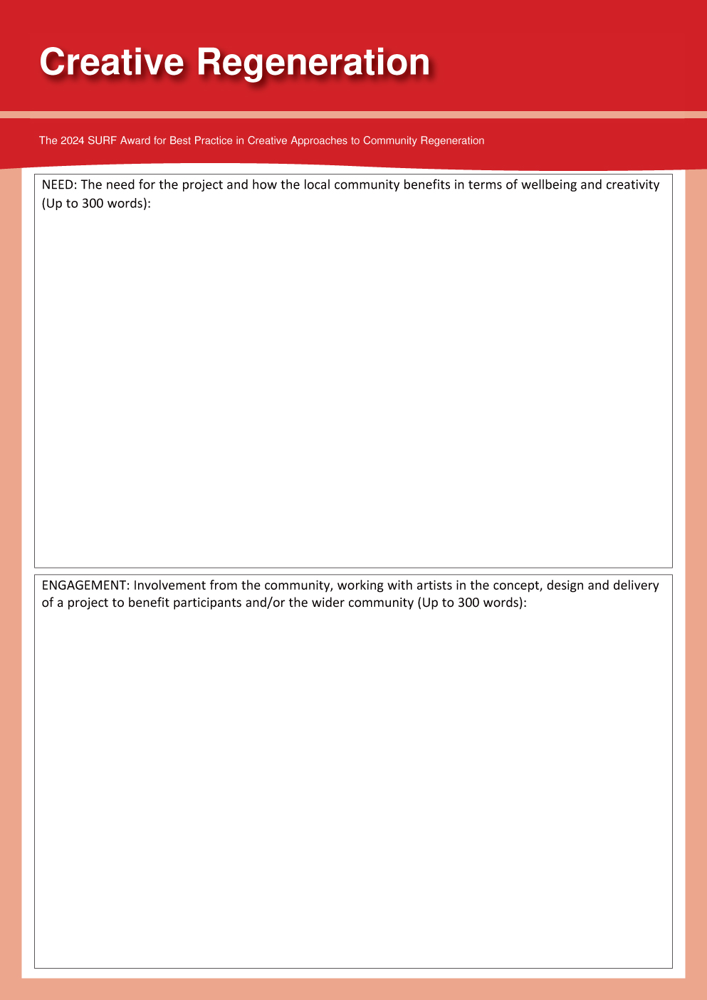 Creative Regeneration
The 2024 SURF Award for Best Practice in Creative Approaches to Community Regeneration
NEED: The need for the project and how the local community benefits in terms of wellbeing and creativity
(Up to 300 words):
ENGAGEMENT: Involvement from the community, working with artists in the concept, design and delivery
of a project to benefit participants and/or the wider community (Up to 300 words):